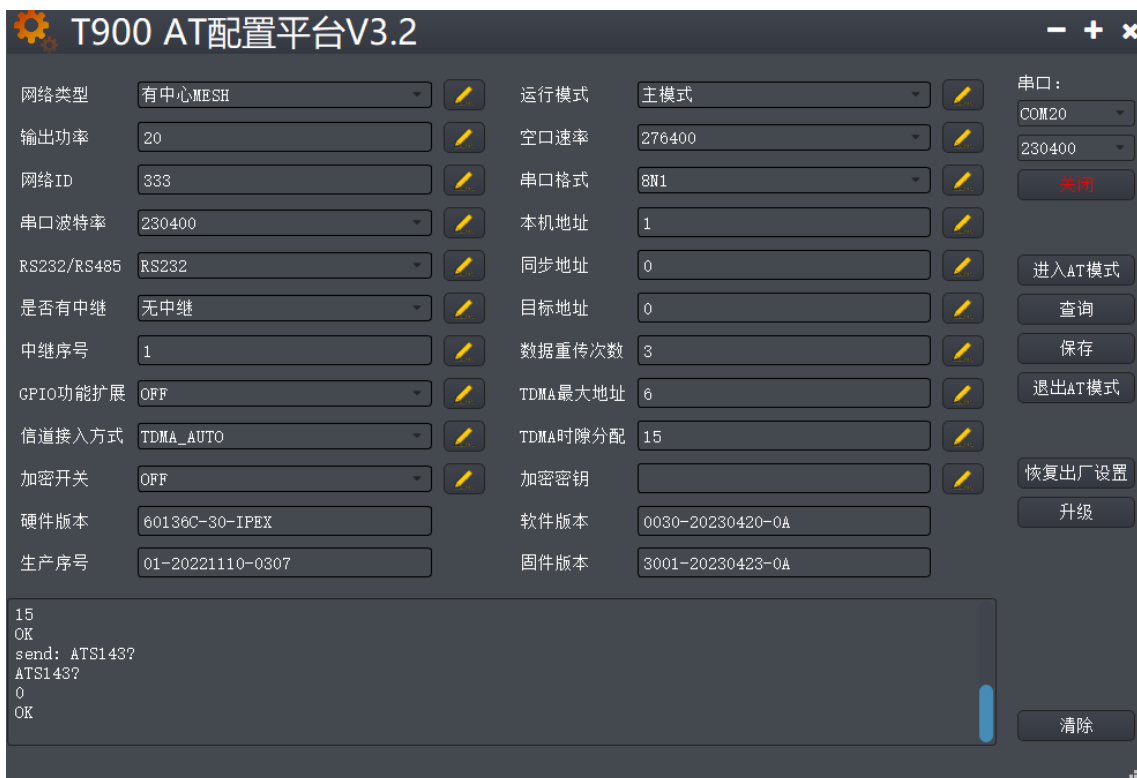 T900 AT配置平台V3.2
网络类型 有中心MESH 运行模式 主模式
输出功率 20 空口速率 276400
网络ID 333 串口格式 8N1
串口波特率 230400 本机地址 1
RS232/RS485 RS232 同步地址 0
是否有中继 无中继 目标地址 0
中继序号 1 数据重传次数 3
GPIO功能扩展 OFF TDMA最大地址 6
信道接入方式 TDMA_AUTO TDMA时隙分配 15
加密开关 OFF 加密密钥
硬件版本 60136C-30-IPEX 软件版本 0030-20230420-0A
生产序号 01-20221110-0307 固件版本 3001-20230423-0A
串口:
COM20
230400
关闭
进入AT模式
查询
保存
退出AT模式
恢复出厂设置
升级
15
OK
send: ATS143?
ATS143?
0
OK
清除